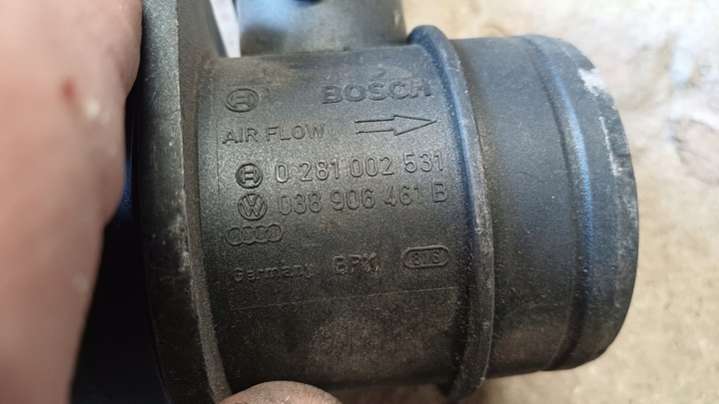 BOSCH
AIR FLOW
0 281 002 531
038 906 461 B
Germany